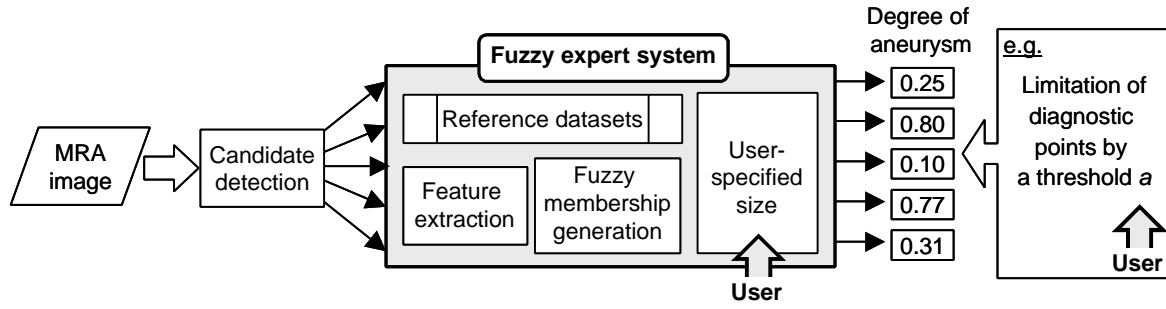 MRA
image
Candidate
detection
Fuzzy expert system
Reference datasets
Feature
extraction
Fuzzy
membership
generation
User-
specified
size
User
Degree of
aneurysm
0.25
0.80
0.10
0.77
0.31
e.g.
Limitation of
diagnostic
points by
a threshold a
User